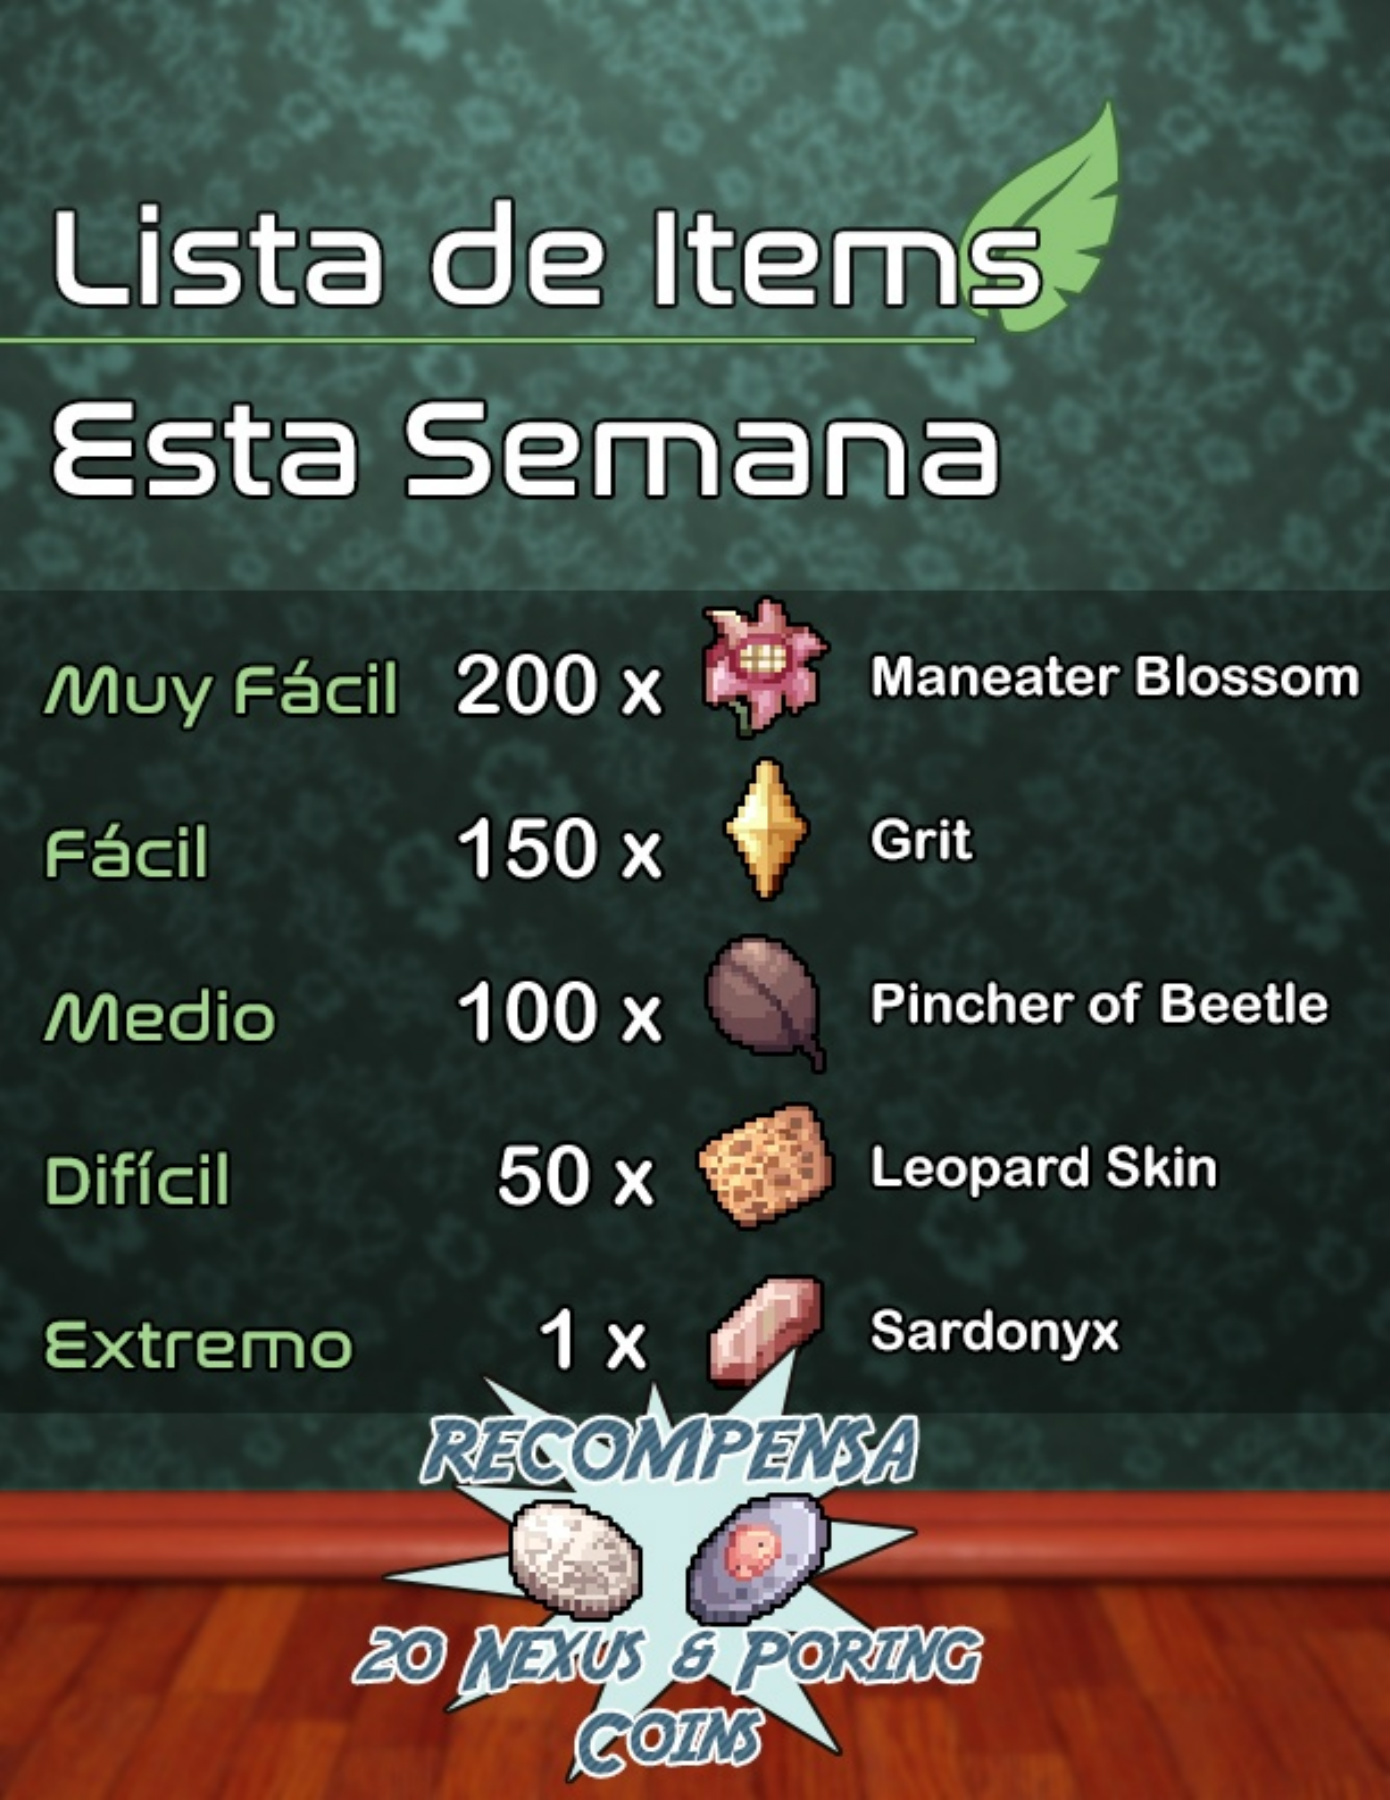 Lista de Items
Esta Semana
Muy Fácil 200 x Maneater Blossom
Fácil 150 x Grit
Medio 100 x Pincher of Beetle
Difícil 50 x Leopard Skin
Extremo 1 x Sardonyx
RECOMPENSA
20 NEXUS & PORING
COINS